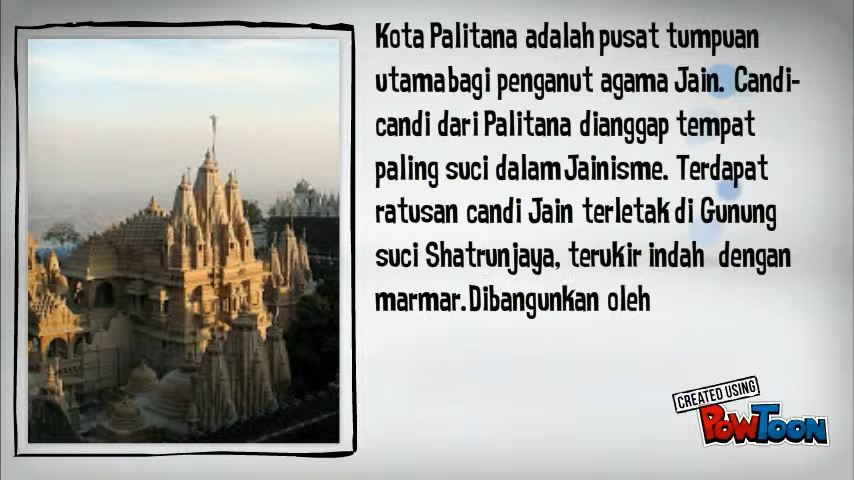 Kota Palitana adalah pusat tumpuan
utama bagi penganut agama Jain. Candi-
candi dari Palitana dianggap tempat
paling suci dalam Jainisme. Terdapat
ratusan candi Jain terletak di Gunung
suci Shatrunjaya, terukir indah dengan
marmar. Dibangunkan oleh
CREATED USING
POWTOON